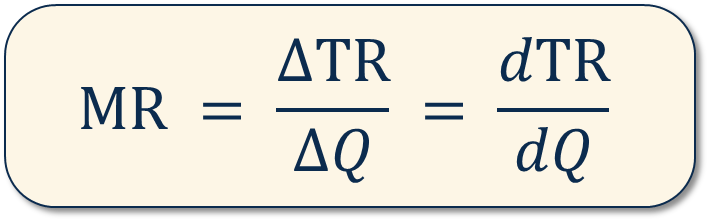 MR = ΔTR/ΔQ = dTR/dQ